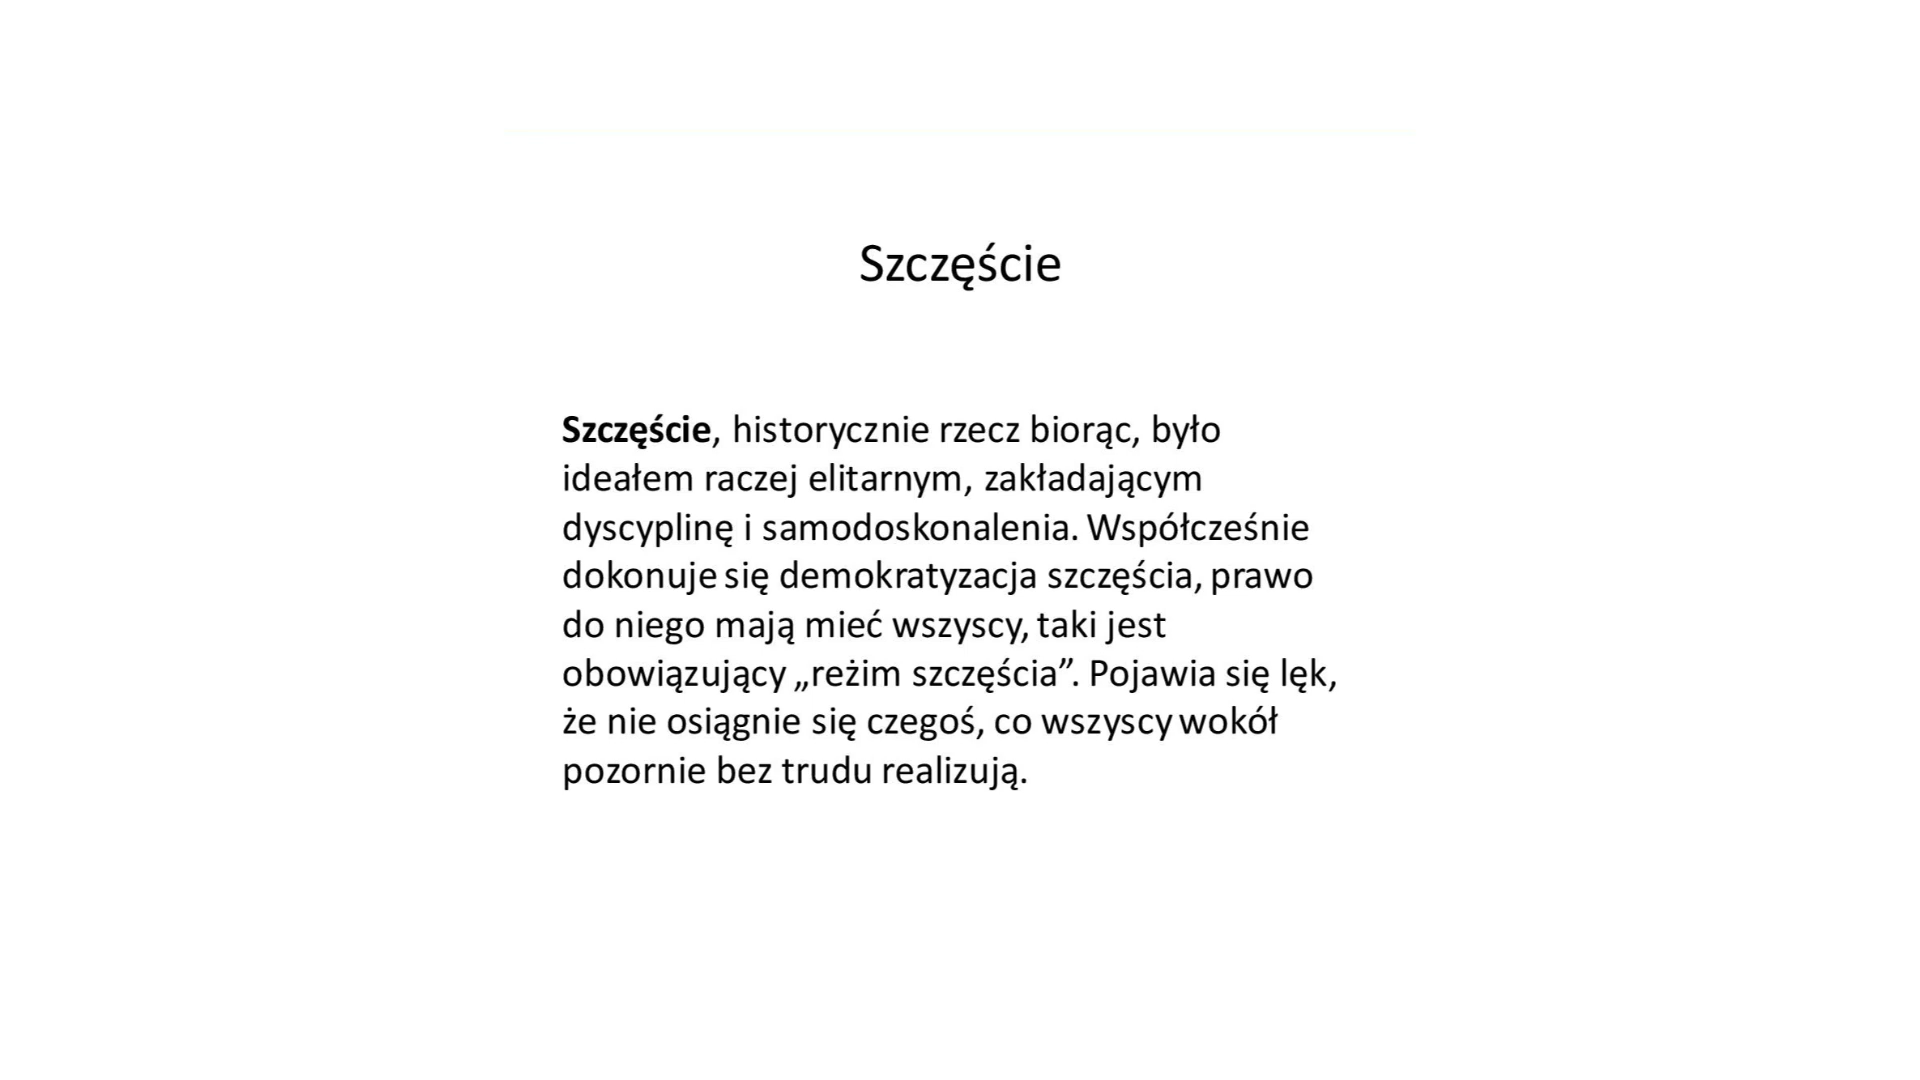 Szczęście
Szczęście, historycznie rzecz biorąc, było
ideałem raczej elitarnym, zakładającym
dyscyplinę i samodoskonalenia. Współcześnie
dokonuje się demokratyzacja szczęścia, prawo
do niego mają mieć wszyscy, taki jest
obowiązujący „reżim szczęścia”. Pojawia się lęk,
że nie osiągnie się czegoś, co wszyscy wokół
pozornie bez trudu realizują.